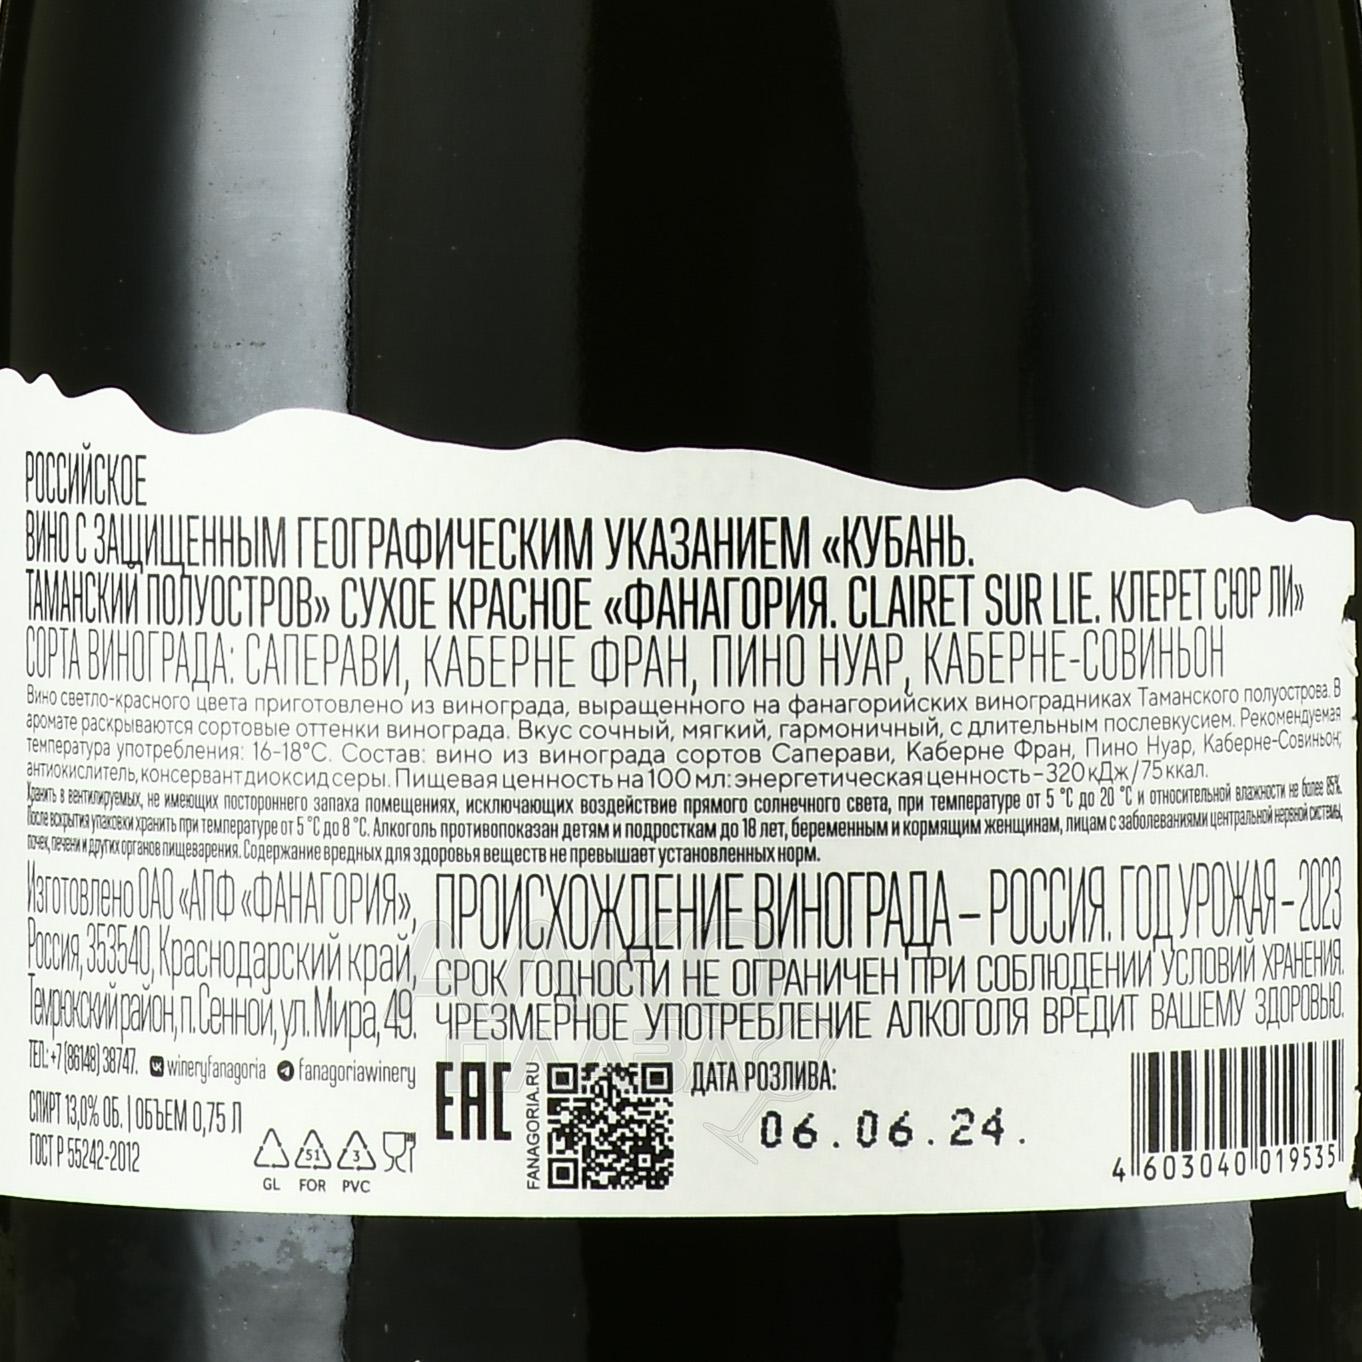 РОССИЙСКОЕ
ВИНО С ЗАЩИЩЕННЫМ ГЕОГРАФИЧЕСКИМ УКАЗАНИЕМ «КУБАНЬ.
ТАМАНСКИЙ ПОЛУОСТРОВ» СУХОЕ КРАСНОЕ «ФАНАГОРИЯ. CLAIRET SUR LIE. КЛЕРЕТ СЮР ЛИ»
СОРТА ВИНОГРАДА: САПЕРАВИ, КАБЕРНЕ ФРАН, ПИНО НУАР, КАБЕРНЕ-СОВИНЬОН
Вино светло-красного цвета приготовлено из винограда, выращенного на фанагорийских виноградниках Таманского полуострова. В
аромате раскрываются сортовые оттенки винограда. Вкус сочный, мягкий, гармоничный, с длительным послевкусием. Рекомендуемая
температура употребления: 16-18°С. Состав: вино из винограда сортов Саперави, Каберне Фран, Пино Нуар, Каберне-Совиньон;
антиокислитель, консервант диоксид серы. Пищевая ценность на 100 мл: энергетическая ценность – 320 кДж/75 ккал.
Хранить в вентилируемых, не имеющих постороннего запаха помещениях, исключающих воздействие прямого солнечного света, при температуре от 5 °С до 20 °С и относительной влажности не более 85%.
После вскрытия упаковки хранить при температуре от 5 °С до 8 °С. Алкоголь противопоказан детям и подросткам до 18 лет, беременным и кормящим женщинам, лицам с заболеваниями центральной нервной системы,
почек, печени и других органов пищеварения. Содержание вредных для здоровья веществ не превышает установленных норм.
Изготовлено ОАО «АПФ «ФАНАГОРИЯ»,
Россия, 353540, Краснодарский край,
Темрюкский район, п. Сенной, ул. Мира, 49.
ТЕЛ.: +7 (86148) 38747. wineryfanagoria fanagoriawinery
СПИРТ 13,0% ОБ. | ОБЪЕМ 0,75 Л
ГОСТ Р 55242-2012
51 3
GL FOR PVC
ПРОИСХОЖДЕНИЕ ВИНОГРАДА – РОССИЯ. ГОД УРОЖАЯ – 2023
СРОК ГОДНОСТИ НЕ ОГРАНИЧЕН ПРИ СОБЛЮДЕНИИ УСЛОВИЙ ХРАНЕНИЯ.
ЧРЕЗМЕРНОЕ УПОТРЕБЛЕНИЕ АЛКОГОЛЯ ВРЕДИТ ВАШЕМУ ЗДОРОВЬЮ.
АЛКО
ПЛАЗА
EAC
FANAGORIA.RU
ДАТА РОЗЛИВА:
06.06.24.
4 603040 019535